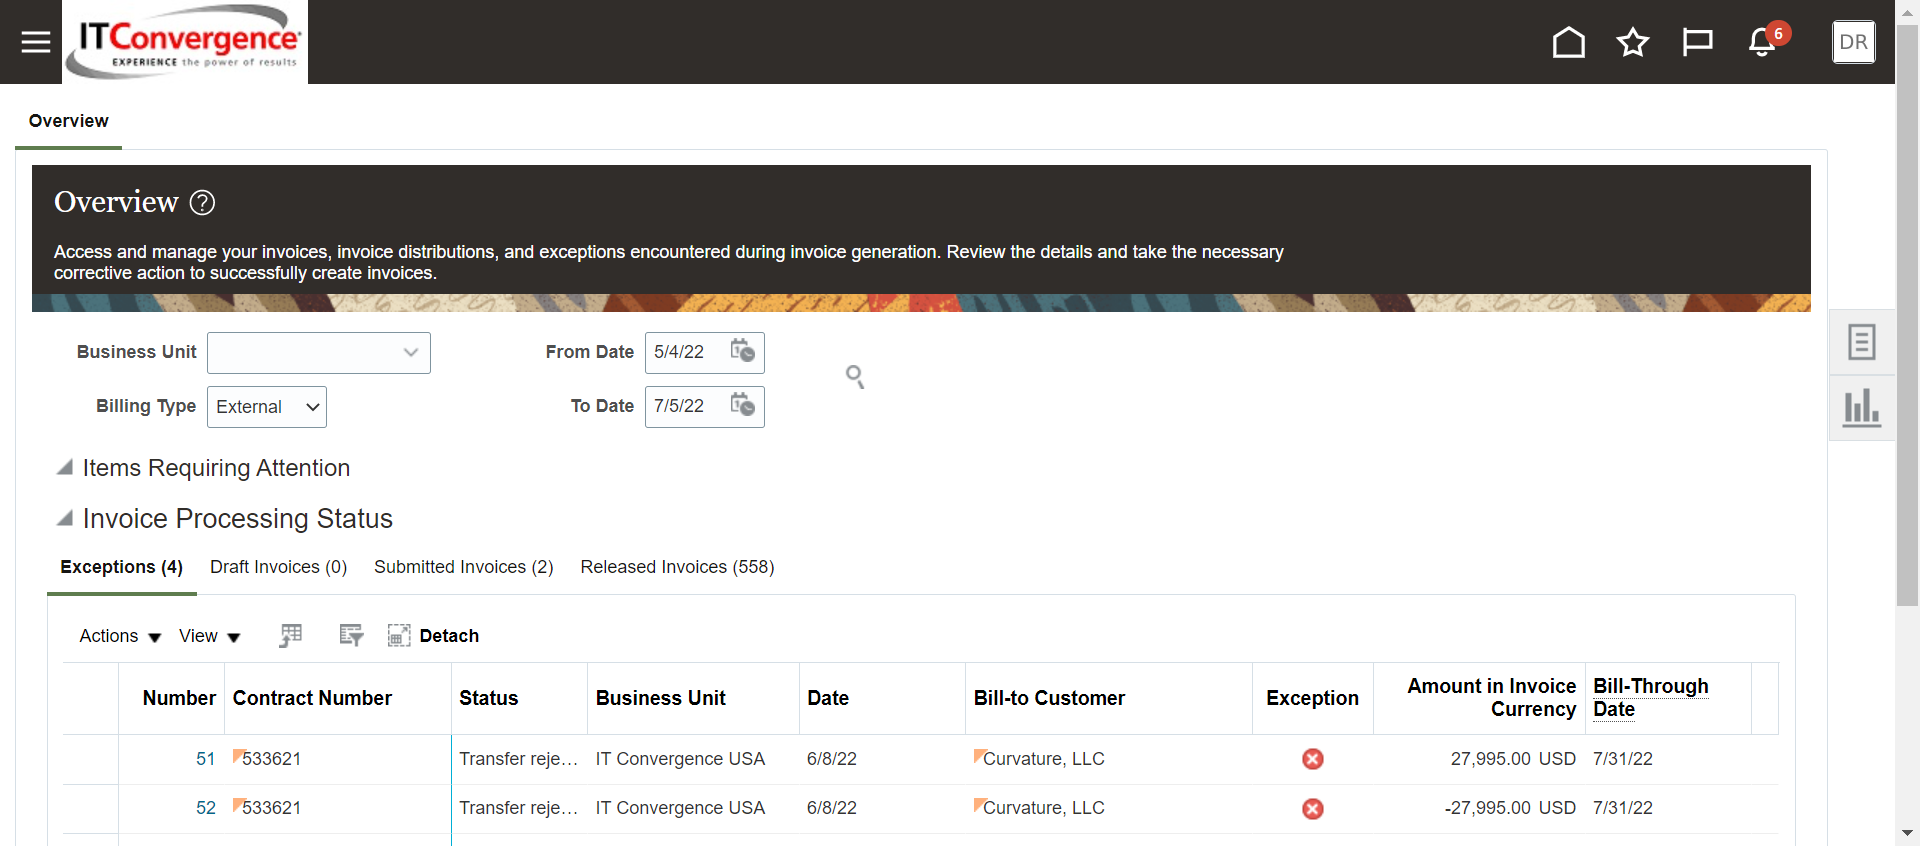 ITConvergence
EXPERIENCE the power of results
6
DR
Overview
Overview ?
Access and manage your invoices, invoice distributions, and exceptions encountered during invoice generation. Review the details and take the necessary
corrective action to successfully create invoices.
Business Unit
From Date 5/4/22
Billing Type External
To Date 7/5/22
Items Requiring Attention
Invoice Processing Status
Exceptions (4) Draft Invoices (0) Submitted Invoices (2) Released Invoices (558)
Actions View Detach
Number Contract Number Status Business Unit Date Bill-to Customer Exception Amount in Invoice Currency Bill-Through Date
51 533621 Transfer reje... IT Convergence USA 6/8/22 Curvature, LLC 27,995.00 USD 7/31/22
52 533621 Transfer reje... IT Convergence USA 6/8/22 Curvature, LLC -27,995.00 USD 7/31/22